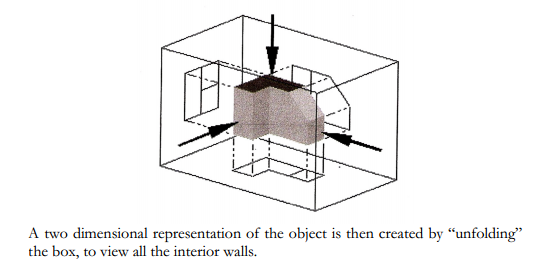 A two dimensional representation of the object is then created by “unfolding”
the box, to view all the interior walls.